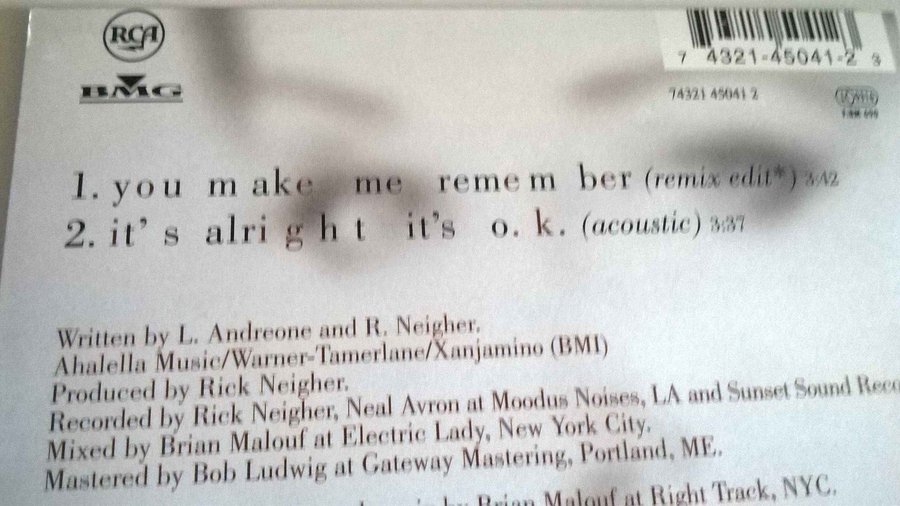 RCA
BMG
7 4321-45041-2 3
74321 45041 2
1. you make me remember (remix edit*) 3:42
2. it's alright it's o.k. (acoustic) 3:37
Written by L. Andreone and R. Neigher.
Ahalella Music/Warner-Tamerlane/Xanjamino (BMI)
Produced by Rick Neigher.
Recorded by Rick Neigher, Neal Avron at Moodus Noises, LA and Sunset Sound Reco
Mixed by Brian Malouf at Electric Lady, New York City.
Mastered by Bob Ludwig at Gateway Mastering, Portland, ME.
by Brian Malouf at Right Track, NYC.